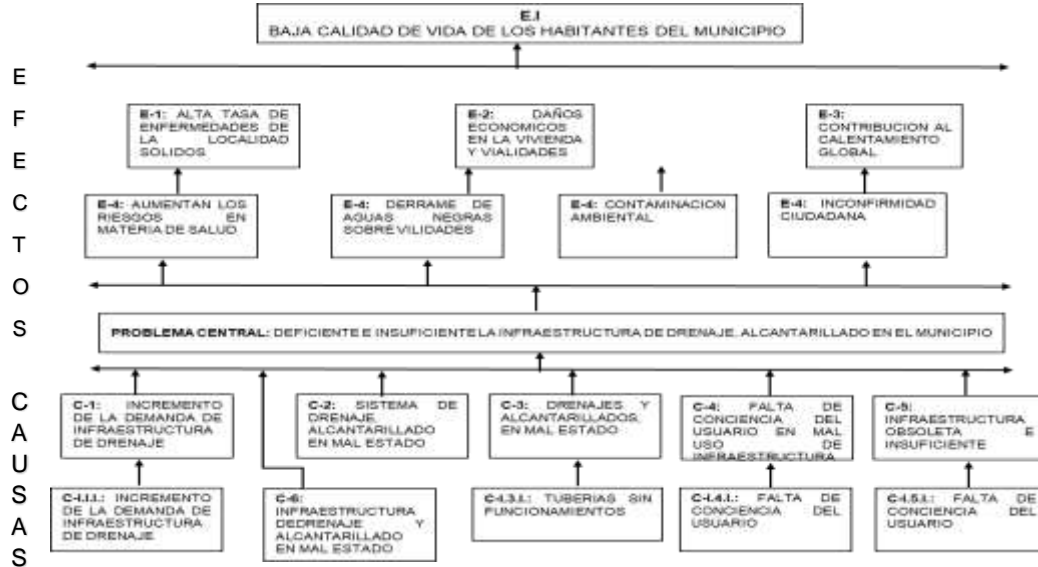 E.I
BAJA CALIDAD DE VIDA DE LOS HABITANTES DEL MUNICIPIO
E
F
E
C
T
O
S
E-1: ALTA TASA DE
ENFERMEDADES DE
LA LOCALIDAD
SOLIDOS
E-2: DAÑOS
ECONOMICOS
EN LA VIVIENDA
Y VIALIDADES
E-3:
CONTRIBUCION AL
CALENTAMIENTO
GLOBAL
E-4: AUMENTAN LOS
RIESGOS EN
MATERIA DE SALUD
E-4: DERRAME DE
AGUAS NEGRAS
SOBRE VILIDADES
E-4: CONTAMINACION
AMBIENTAL
E-4: INCONFIRMIDAD
CIUDADANA
PROBLEMA CENTRAL: DEFICIENTE E INSUFICIENTE LA INFRAESTRUCTURA DE DRENAJE. ALCANTARILLADO EN EL MUNICIPIO
C
A
U
S
A
S
C-1: INCREMENTO
DE LA DEMANDA DE
INFRAESTRUCTURA
DE DRENAJE
C-2: SISTEMA DE
DRENAJE,
ALCANTARILLADO
EN MAL ESTADO
C-3: DRENAJES Y
ALCANTARILLADOS,
EN MAL ESTADO
C-4: FALTA DE
CONCIENCIA DEL
USUARIO EN MAL
USO DE
INFRAESTRUCTURA
C-5:
INFRAESTRUCTURA
OBSOLETA E
INSUFICIENTE
C-I.I.I.: INCREMENTO
DE LA DEMANDA DE
INFRAESTRUCTURA
DE DRENAJE
C-6:
INFRAESTRUCTURA
DEDRENAJE Y
ALCANTARILLADO
EN MAL ESTADO
C-I.3.I.: TUBERIAS SIN
FUNCIONAMIENTOS
C-I.4.I.: FALTA DE
CONCIENCIA DEL
USUARIO
C-I.5.I.: FALTA DE
CONCIENCIA DEL
USUARIO